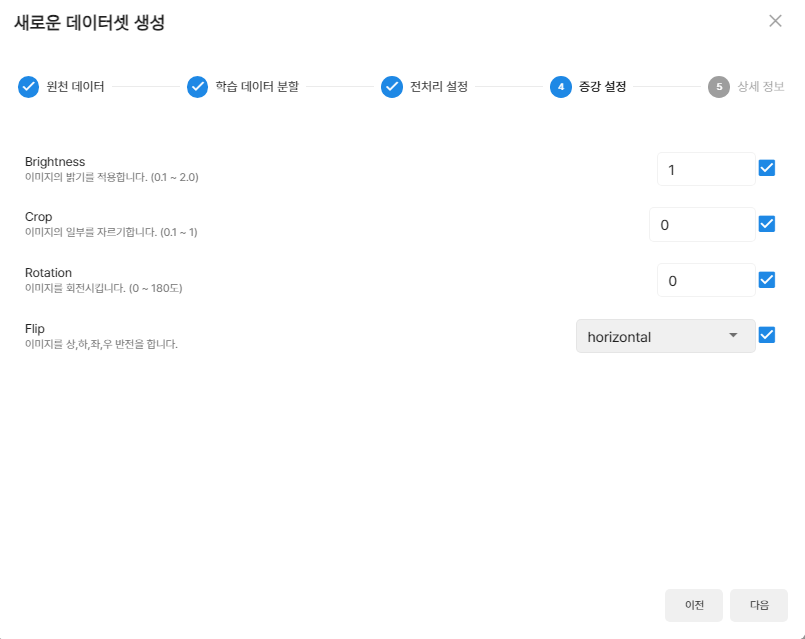 새로운 데이터셋 생성
원천 데이터
학습 데이터 분할
전처리 설정
4 증강 설정
5 상세 정보
Brightness
이미지의 밝기를 적용합니다. (0.1 ~ 2.0)
1
Crop
이미지의 일부를 자르기합니다. (0.1 ~ 1)
0
Rotation
이미지를 회전시킵니다. (0 ~ 180도)
0
Flip
이미지를 상,하,좌,우 반전을 합니다.
horizontal
이전
다음